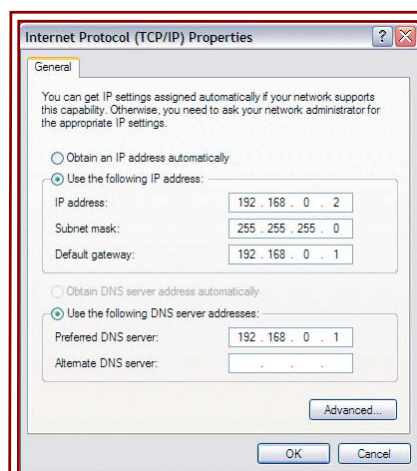 Internet Protocol (TCP/IP) Properties ?
General
You can get IP settings assigned automatically if your network supports
this capability. Otherwise, you need to ask your network administrator for
the appropriate IP settings.
Obtain an IP address automatically
Use the following IP address:
IP address: 192 . 168 . 0 . 2
Subnet mask: 255 . 255 . 255 . 0
Default gateway: 192 . 168 . 0 . 1
Obtain DNS server address automatically
Use the following DNS server addresses:
Preferred DNS server: 192 . 168 . 0 . 1
Alternate DNS server: . . .
Advanced...
OK Cancel